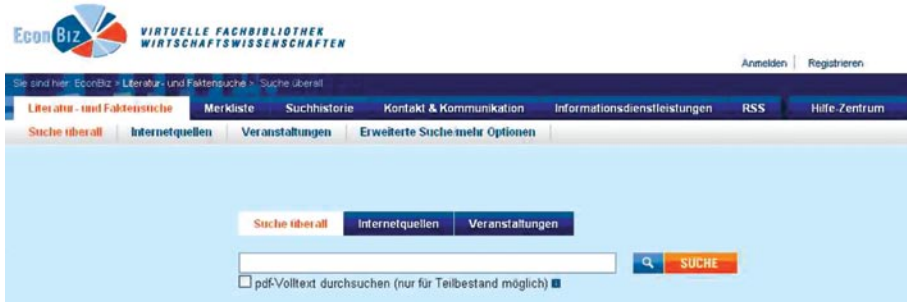 EconBiz
VIRTUELLE FACHBIBLIOTHEK
WIRTSCHAFTSWISSENSCHAFTEN
Anmelden | Registrieren
Sie sind hier: EconBiz > Literatur- und Faktensuche > Suche überall
Literatur- und Faktensuche Merkliste Suchhistorie Kontakt & Kommunikation Informationsdienstleistungen RSS Hilfe-Zentrum
Suche überall Internetquellen Veranstaltungen Erweiterte Suche/mehr Optionen
Suche überall Internetquellen Veranstaltungen
SUCHE
pdf-Volltext durchsuchen (nur für Teilbestand möglich)